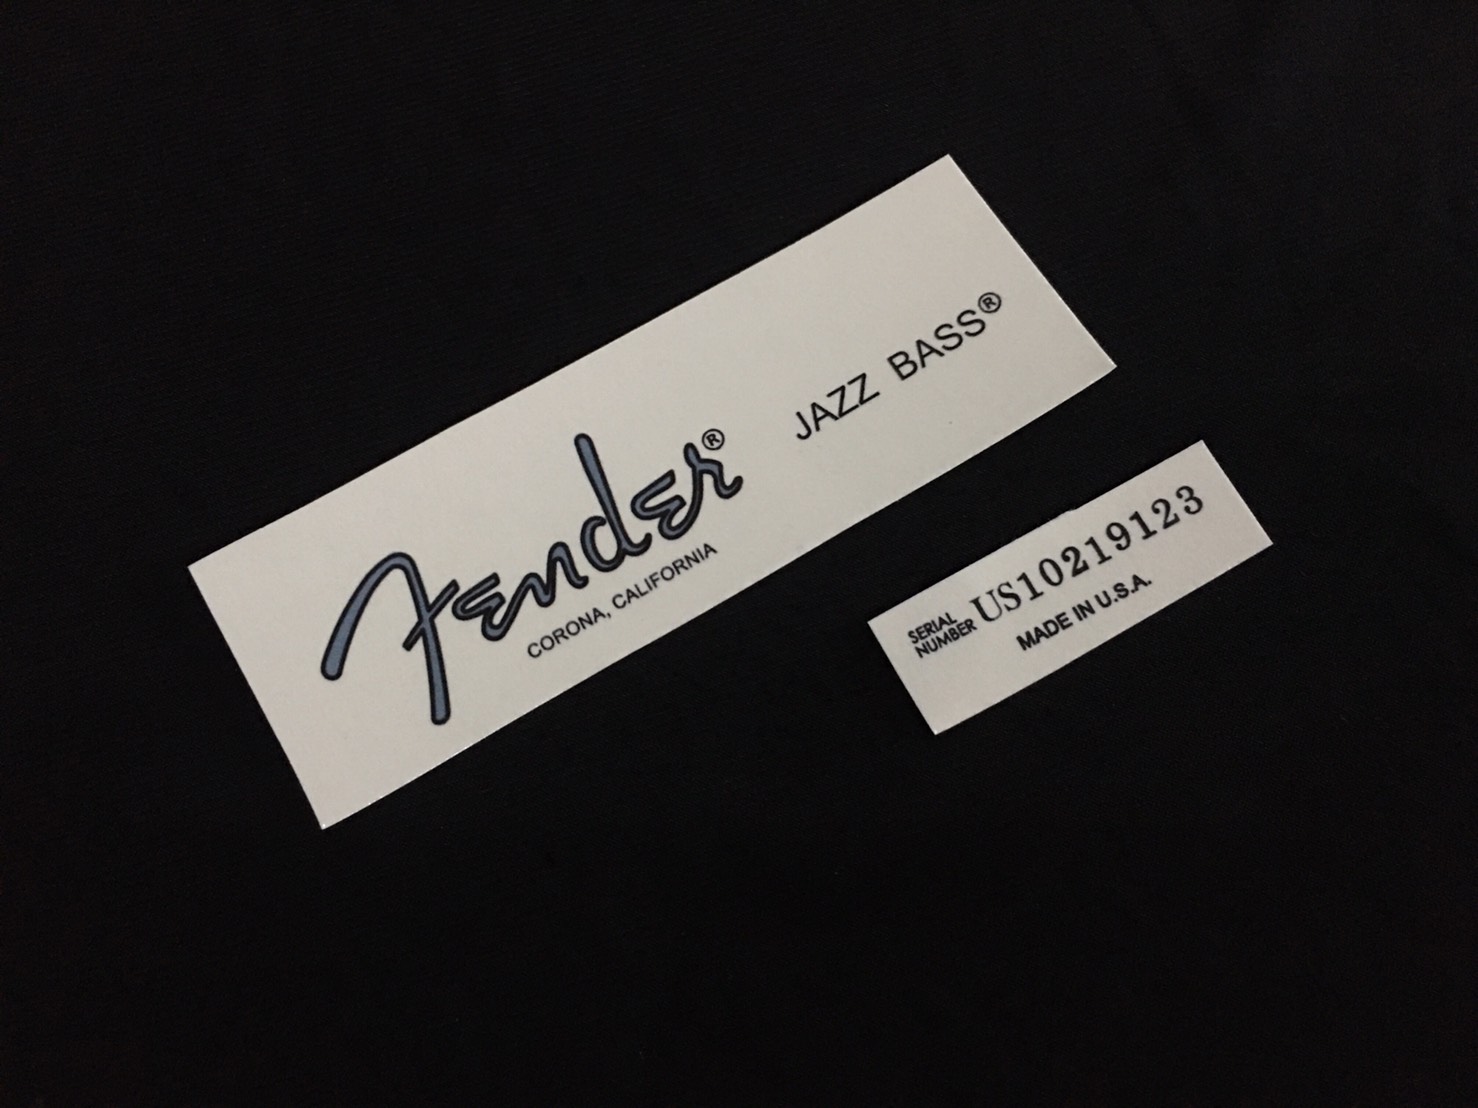 Fender®
CORONA, CALIFORNIA
JAZZ BASS®
SERIAL
NUMBER US10219123
MADE IN U.S.A.